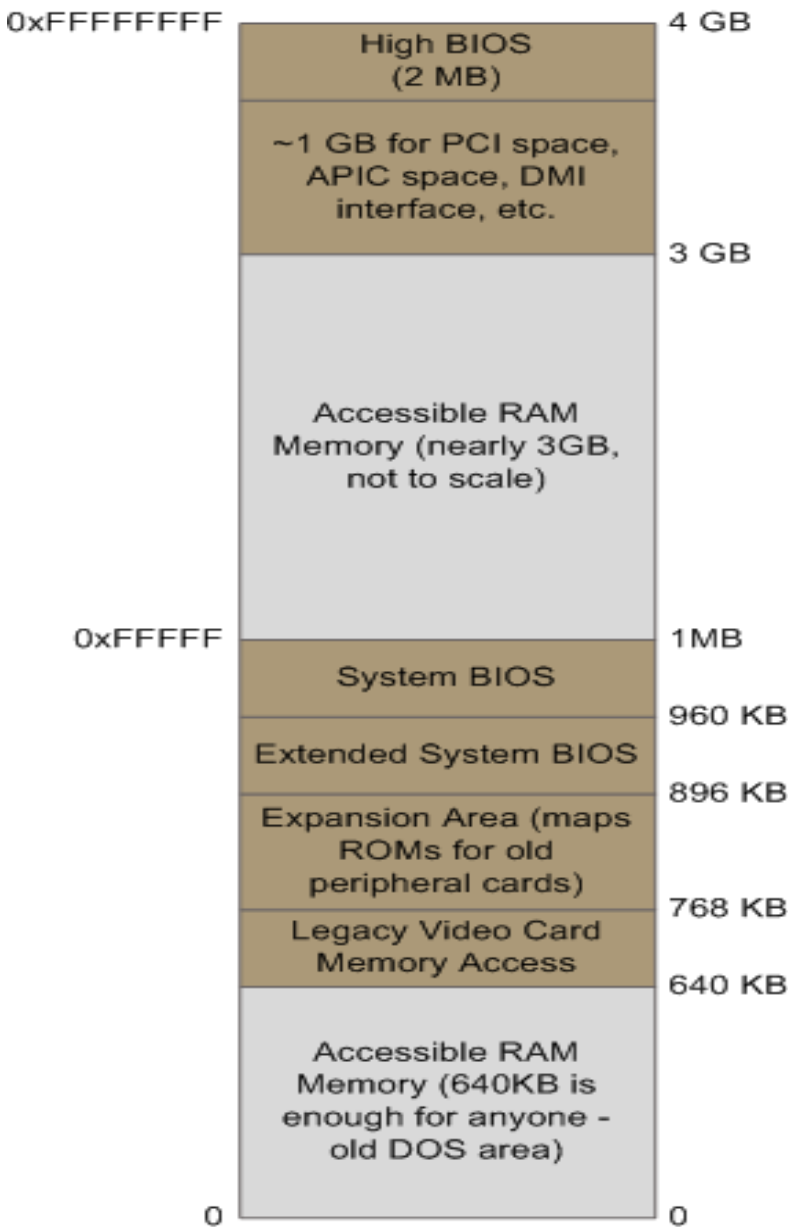 0xFFFFFFFF
4 GB
High BIOS
(2 MB)
~1 GB for PCI space,
APIC space, DMI
interface, etc.
3 GB
Accessible RAM
Memory (nearly 3GB,
not to scale)
0xFFFFF
1MB
System BIOS
960 KB
Extended System BIOS
896 KB
Expansion Area (maps
ROMs for old
peripheral cards)
768 KB
Legacy Video Card
Memory Access
640 KB
Accessible RAM
Memory (640KB is
enough for anyone -
old DOS area)
0
0